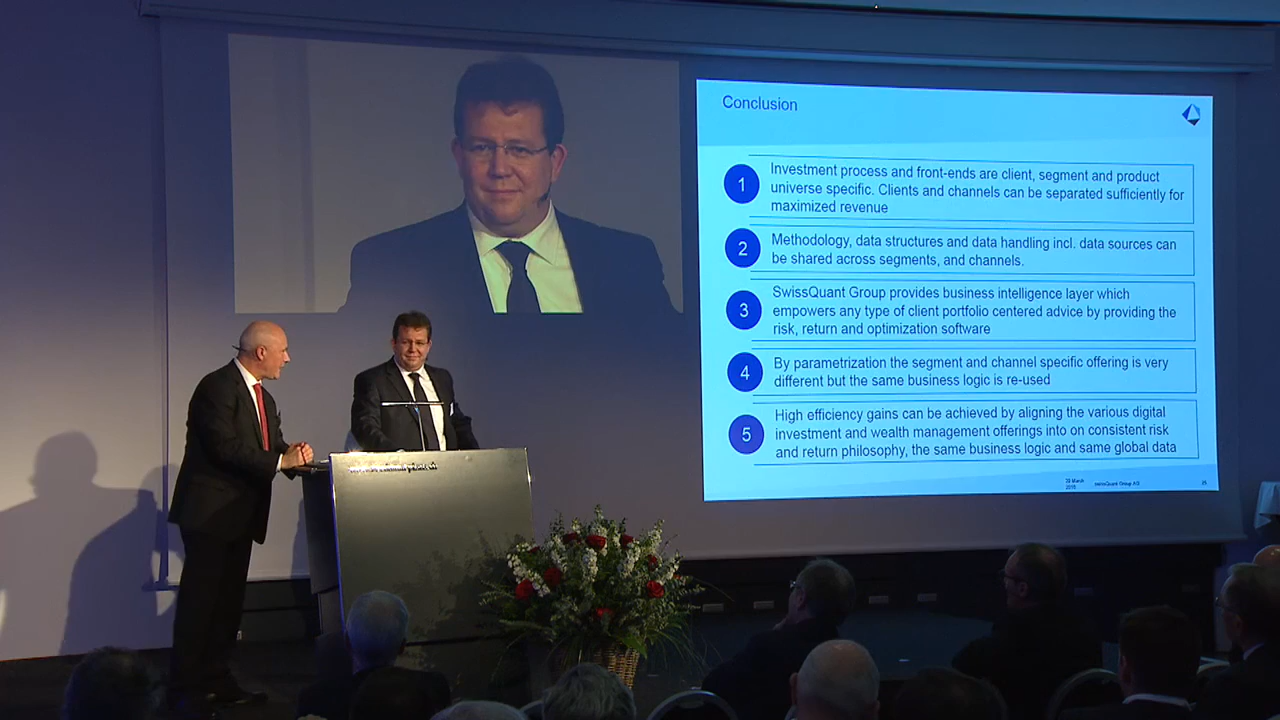 Conclusion
1
Investment process and front-ends are client, segment and product
universe specific. Clients and channels can be separated sufficiently for
maximized revenue
2
Methodology, data structures and data handling incl. data sources can
be shared across segments, and channels.
3
SwissQuant Group provides business intelligence layer which
empowers any type of client portfolio centered advice by providing the
risk, return and optimization software
4
By parametrization the segment and channel specific offering is very
different but the same business logic is re-used
5
High efficiency gains can be achieved by aligning the various digital
investment and wealth management offerings into on consistent risk
and return philosophy, the same business logic and same global data
swissQuant Group AG
25